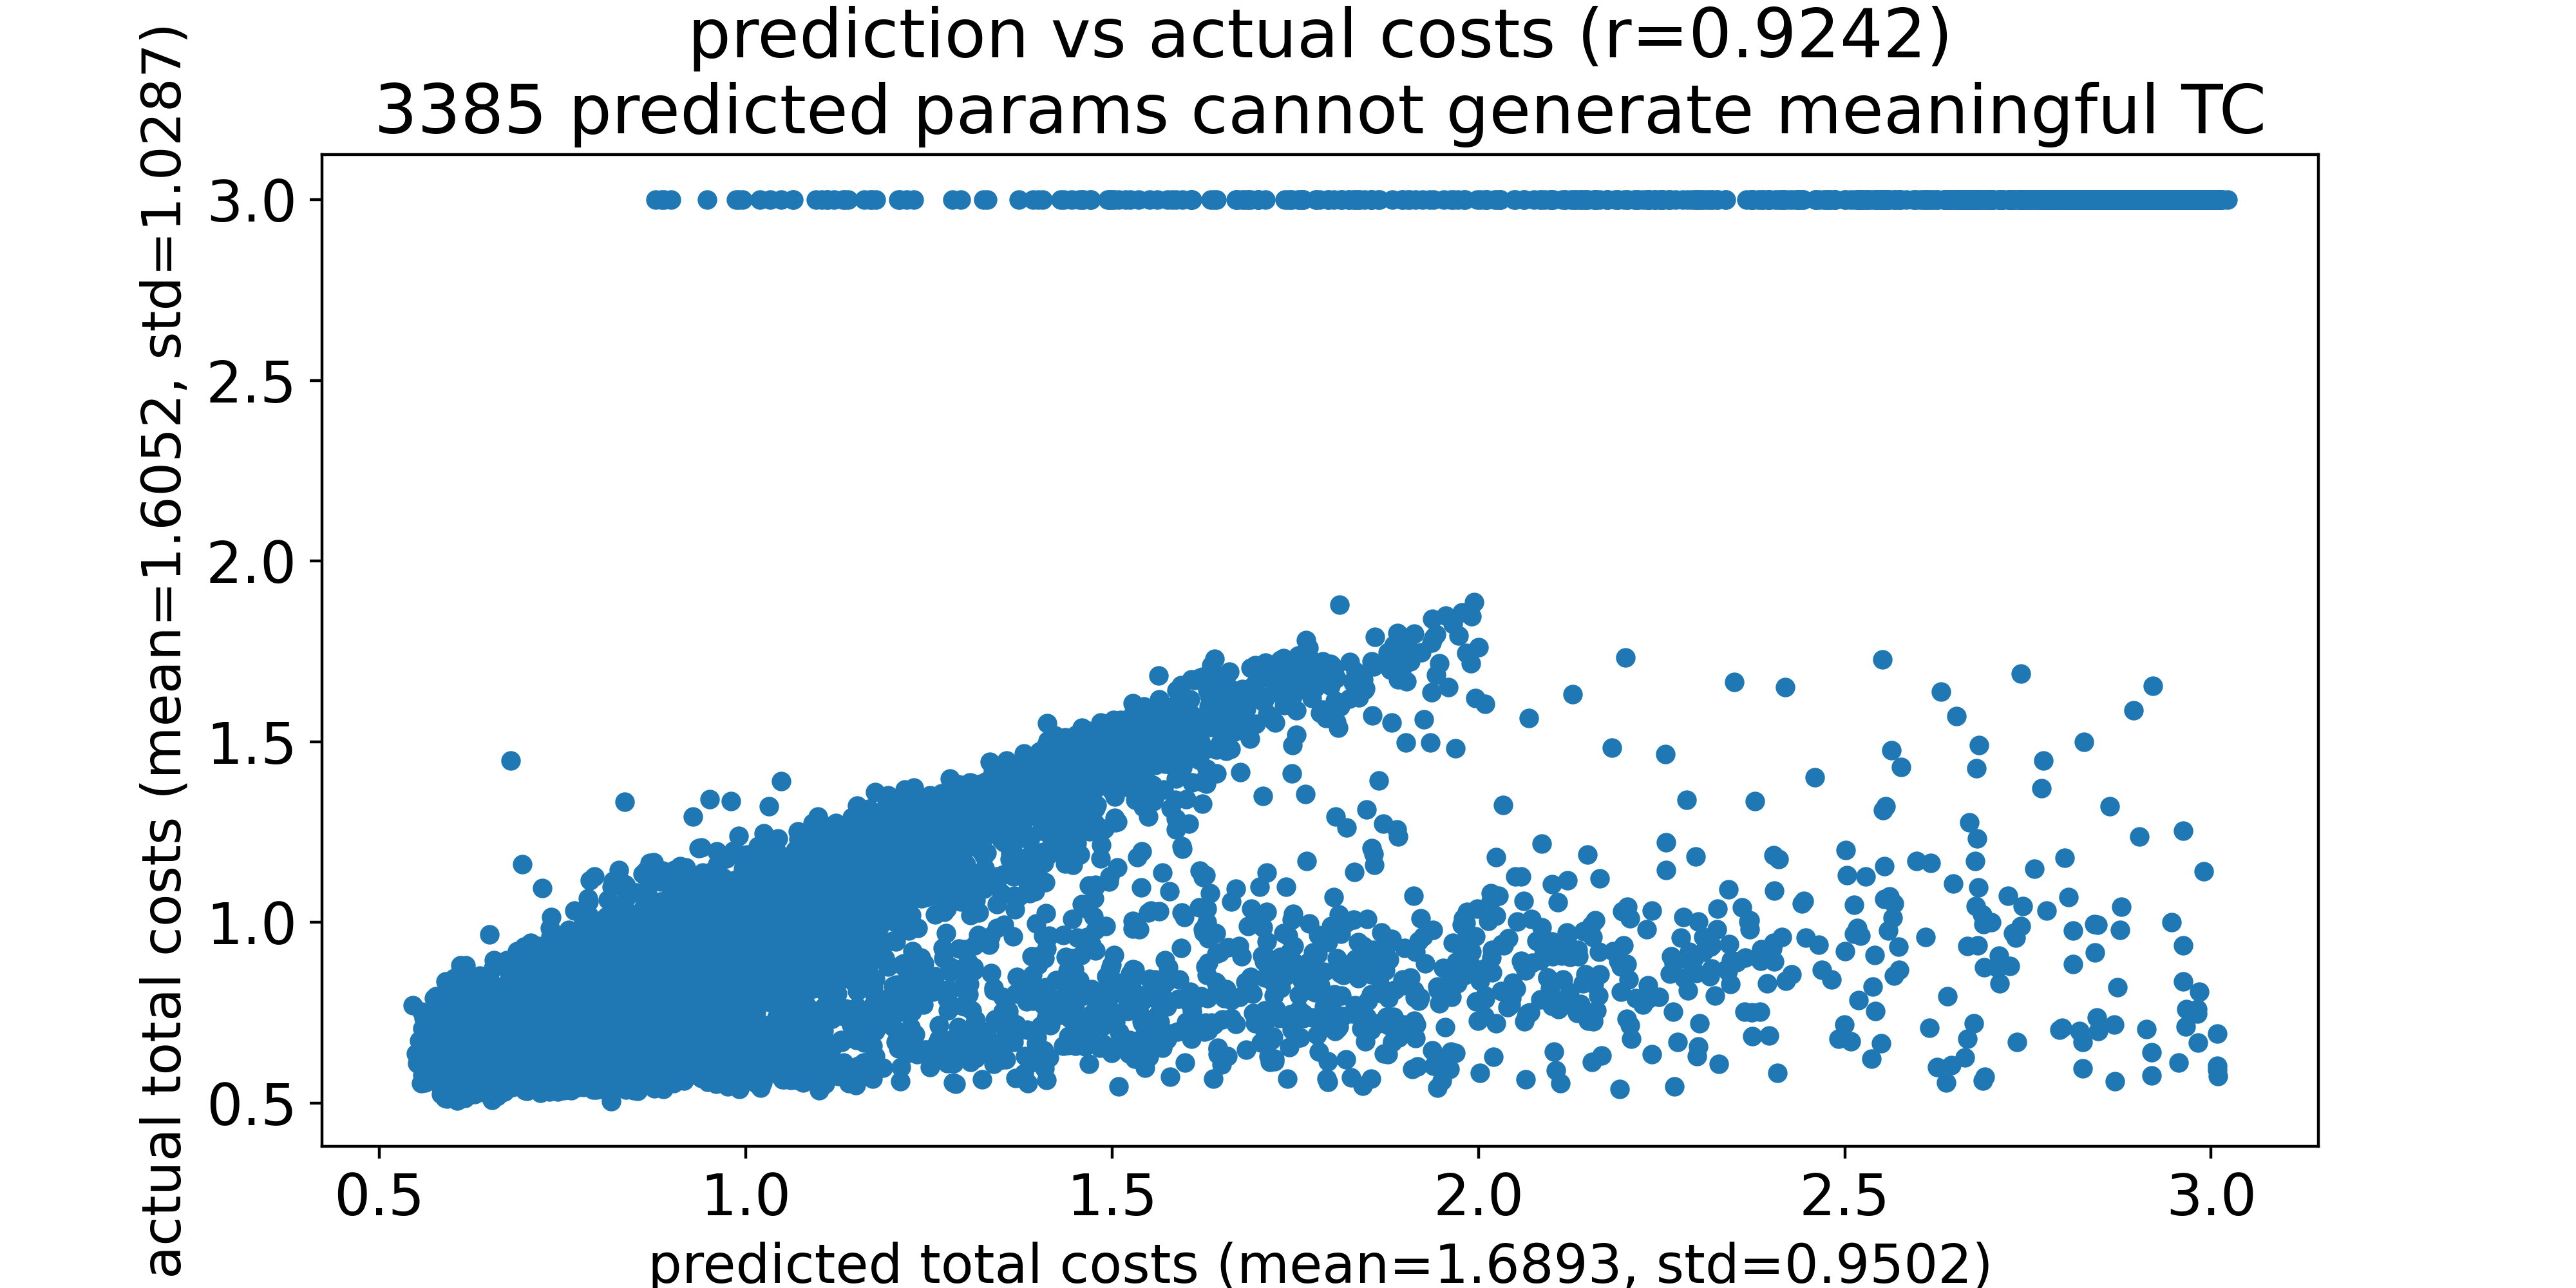 prediction vs actual costs (r=0.9242)
3385 predicted params cannot generate meaningful TC
actual total costs (mean=1.6052, std=1.0287)
3.0
2.5
2.0
1.5
1.0
0.5
0.5 1.0 1.5 2.0 2.5 3.0
predicted total costs (mean=1.6893, std=0.9502)